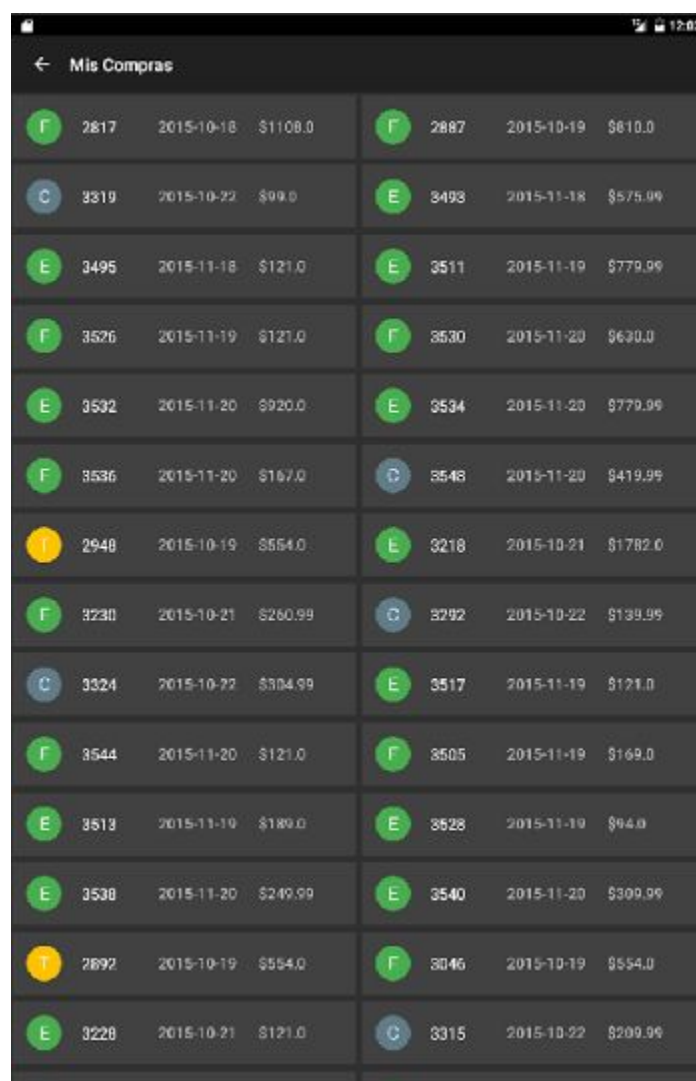 Mis Compras
F 2817 2015-10-18 $1108.0 F 2887 2015-10-19 $810.0
C 3319 2015-10-22 $99.0 E 3493 2015-11-18 $575.99
E 3495 2015-11-18 $121.0 E 3511 2015-11-19 $779.99
F 3526 2015-11-19 $121.0 F 3530 2015-11-20 $630.0
E 3532 2015-11-20 $920.0 E 3534 2015-11-20 $779.99
F 3536 2015-11-20 $167.0 C 3548 2015-11-20 $419.99
T 2948 2015-10-19 $554.0 E 3218 2015-10-21 $1782.0
F 3230 2015-10-21 $260.99 C 3292 2015-10-22 $139.99
C 3324 2015-10-22 $304.99 E 3517 2015-11-19 $121.0
F 3544 2015-11-20 $121.0 F 3505 2015-11-19 $169.0
E 3513 2015-11-19 $189.0 E 3528 2015-11-19 $94.0
E 3538 2015-11-20 $249.99 E 3540 2015-11-20 $309.99
T 2892 2015-10-19 $554.0 F 3046 2015-10-19 $554.0
E 3228 2015-10-21 $121.0 C 3315 2015-10-22 $209.99